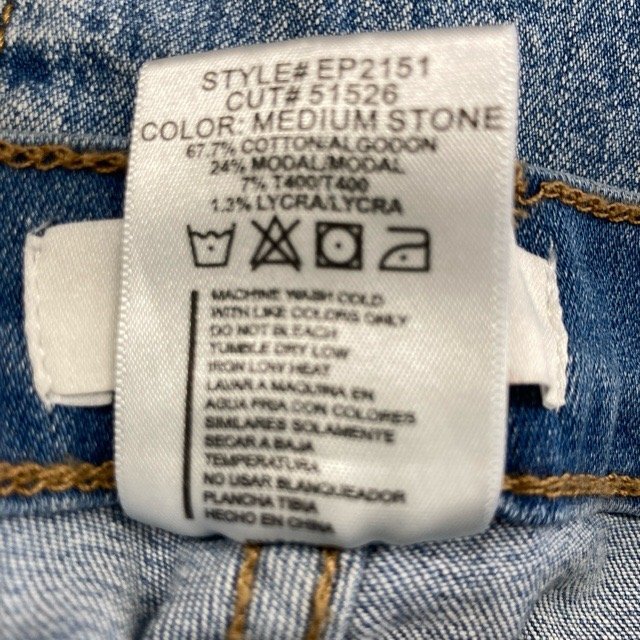 STYLE# EP2151
CUT# 51526
COLOR: MEDIUM STONE
67.7% COTTON/ALGODON
24% MODAL/MODAL
7% T400/T400
1.3% LYCRA/LYCRA
MACHINE WASH COLD
WITH LIKE COLORS ONLY
DO NOT BLEACH
TUMBLE DRY LOW
IRON LOW HEAT
LAVAR A MAQUINA EN
AQUA FRIA CON COLORES
SIMILARES SOLAMENTE
SECAR A BAJA
TEMPERATURA
NO USAR BLANQUEADOR
PLANCHA TIBIA
HECHO EN CHINA